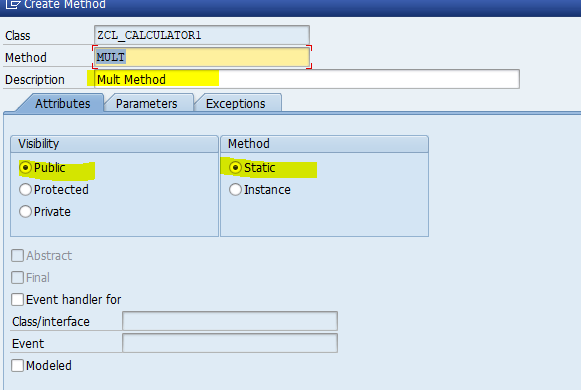 Create Method
Class ZCL_CALCULATOR1
Method MULT
Description Mult Method
Attributes Parameters Exceptions
Visibility Method
Public Static
Protected Instance
Private
Abstract
Final
Event handler for
Class/interface
Event
Modeled